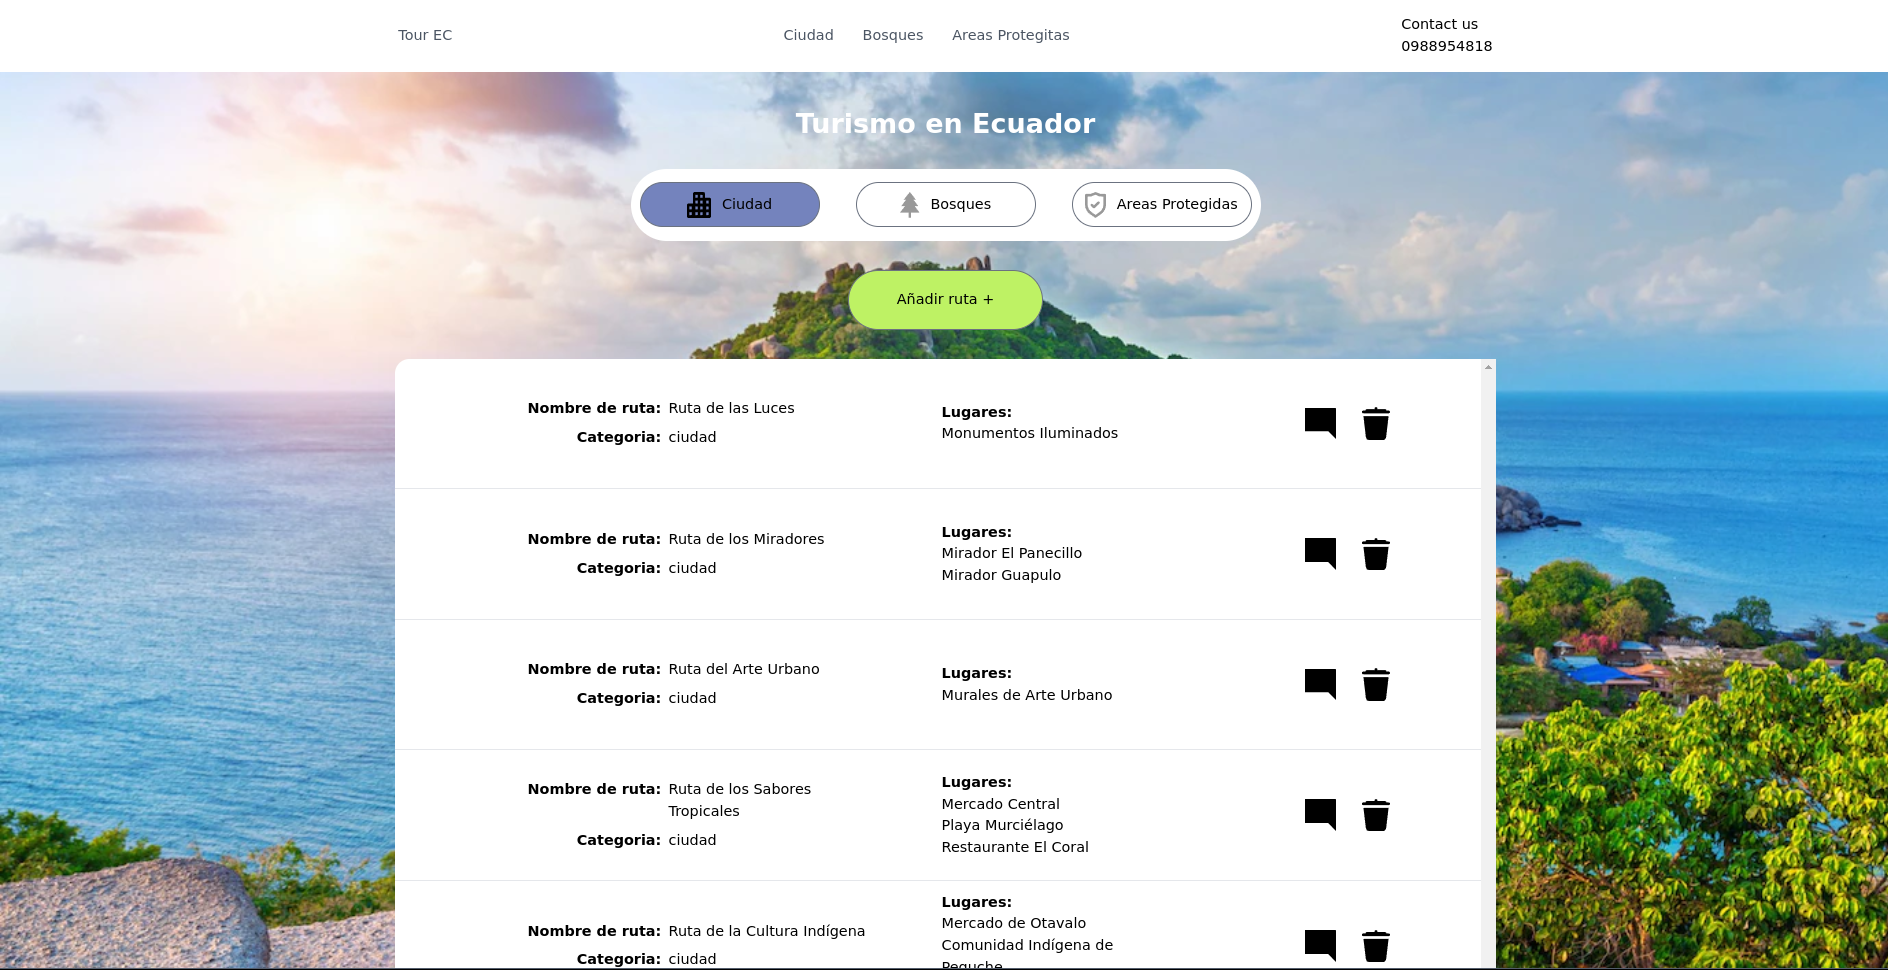 Tour EC
Ciudad Bosques Areas Protegitas
Contact us
0988954818
Turismo en Ecuador
Ciudad Bosques Areas Protegidas
Añadir ruta +
Nombre de ruta: Ruta de las Luces
Categoria: ciudad
Lugares:
Monumentos Iluminados
Nombre de ruta: Ruta de los Miradores
Categoria: ciudad
Lugares:
Mirador El Panecillo
Mirador Guapulo
Nombre de ruta: Ruta del Arte Urbano
Categoria: ciudad
Lugares:
Murales de Arte Urbano
Nombre de ruta: Ruta de los Sabores
Tropicales
Categoria: ciudad
Lugares:
Mercado Central
Playa Murciélago
Restaurante El Coral
Nombre de ruta: Ruta de la Cultura Indígena
Categoria: ciudad
Lugares:
Mercado de Otavalo
Comunidad Indígena de
Peguche